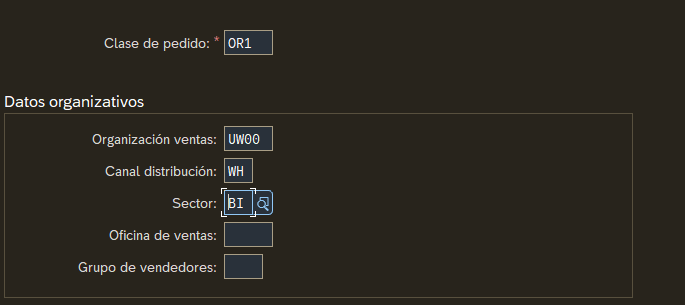 Clase de pedido: * OR1
Datos organizativos
Organización ventas: UW00
Canal distribución: WH
Sector: BI
Oficina de ventas:
Grupo de vendedores: